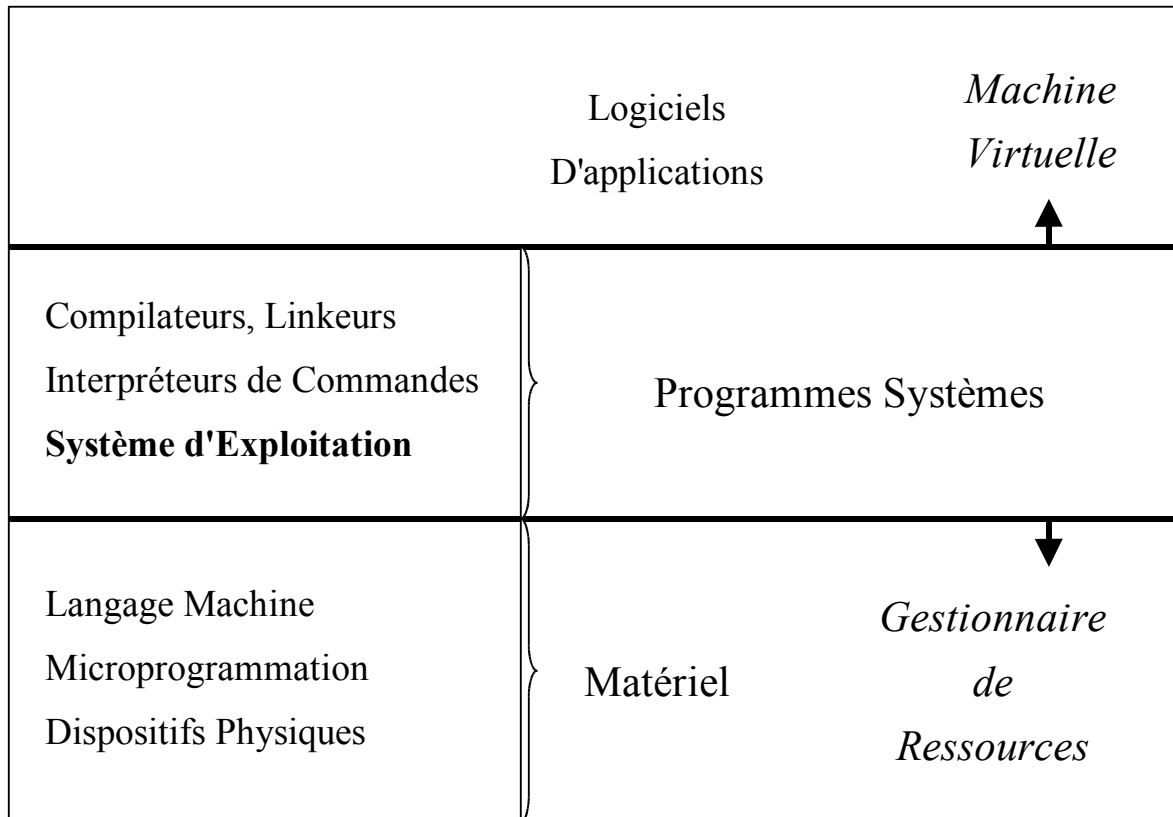 Logiciels
D'applications
Machine
Virtuelle
Compilateurs, Linkeurs
Interpréteurs de Commandes
Système d'Exploitation
Programmes Systèmes
Langage Machine
Microprogrammation
Dispositifs Physiques
Matériel
Gestionnaire
de
Ressources